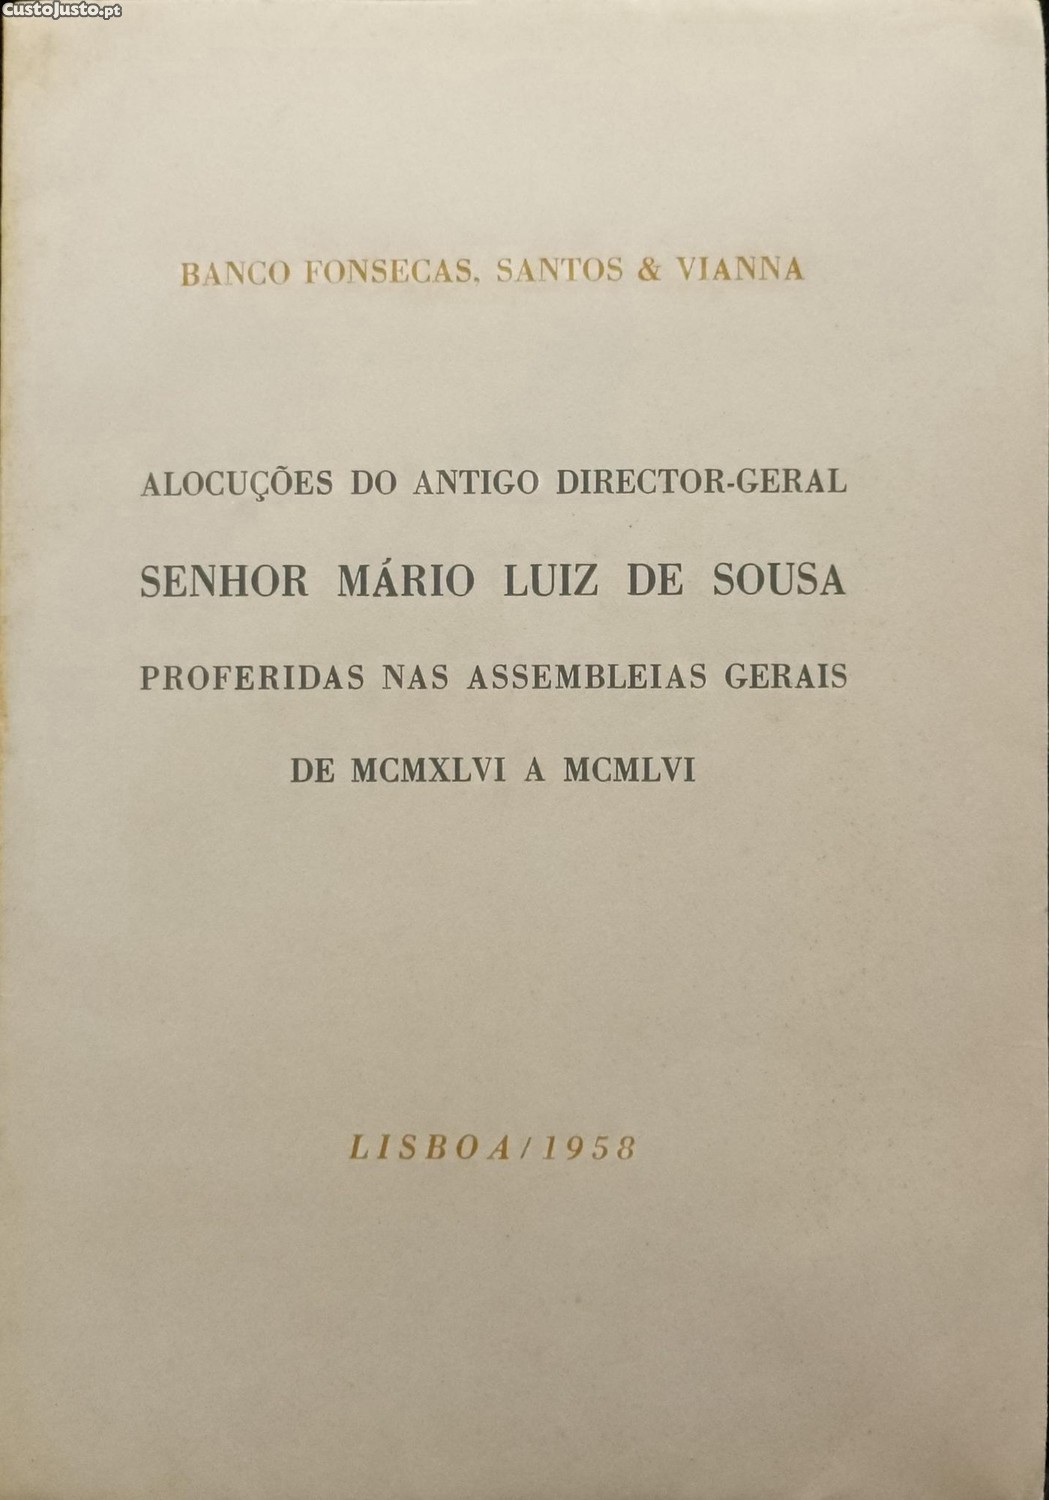 CustoJusto.pt
BANCO FONSECAS, SANTOS & VIANNA
ALOCUÇÕES DO ANTIGO DIRECTOR-GERAL
SENHOR MÁRIO LUIZ DE SOUSA
PROFERIDAS NAS ASSEMBLEIAS GERAIS
DE MCMXLVI A MCMLVI
LISBOA/1958